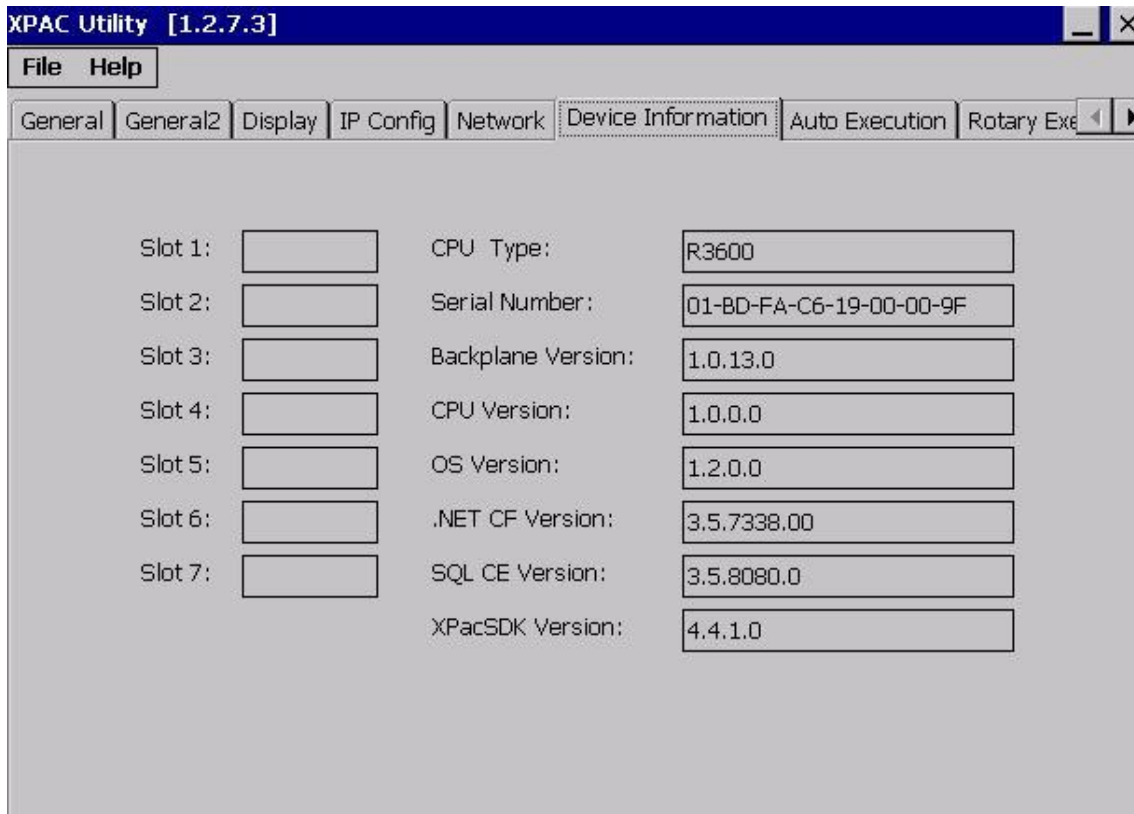 XPAC Utility [1.2.7.3]
File Help
General General2 Display IP Config Network Device Information Auto Execution Rotary Exe
Slot 1: CPU Type: R3600
Slot 2: Serial Number: 01-BD-FA-C6-19-00-00-9F
Slot 3: Backplane Version: 1.0.13.0
Slot 4: CPU Version: 1.0.0.0
Slot 5: OS Version: 1.2.0.0
Slot 6: .NET CF Version: 3.5.7338.00
Slot 7: SQL CE Version: 3.5.8080.0
XPacSDK Version: 4.4.1.0